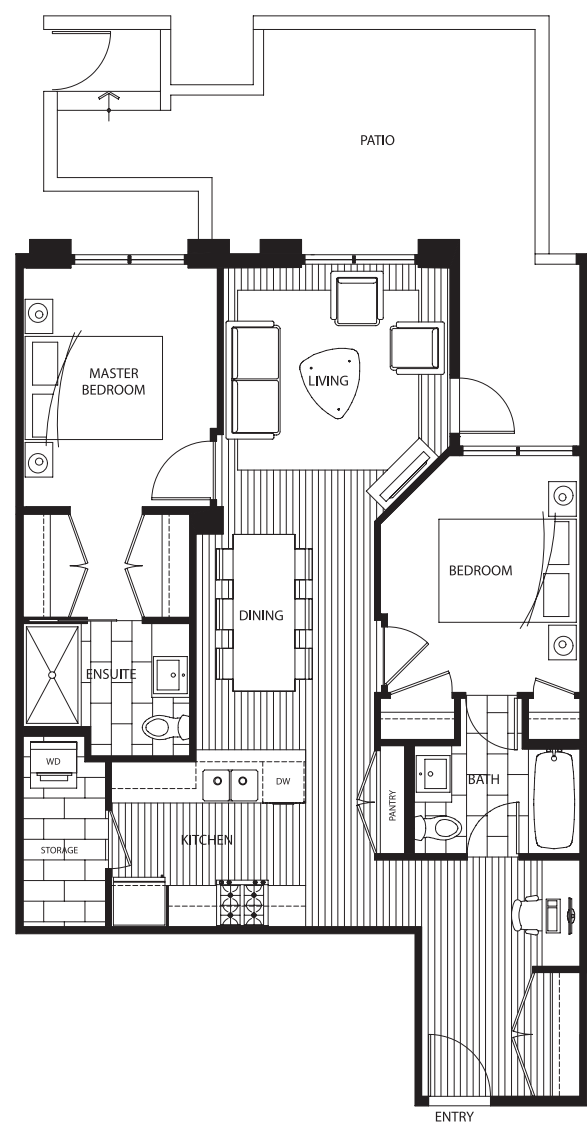 PATIO
MASTER
BEDROOM
LIVING
BEDROOM
DINING
ENSUITE
WD
DW
BATH
PANTRY
KITCHEN
STORAGE
ENTRY